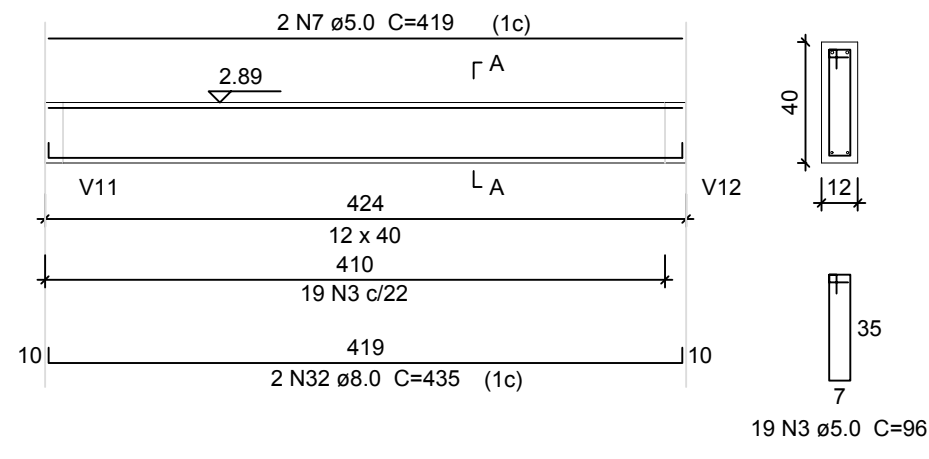 2 N7 ø5.0 C=419 (1c)
A
2.89
40
V11
A
V12
12
424
12 x 40
410
19 N3 c/22
35
10
419
10
2 N32 ø8.0 C=435 (1c)
7
19 N3 ø5.0 C=96